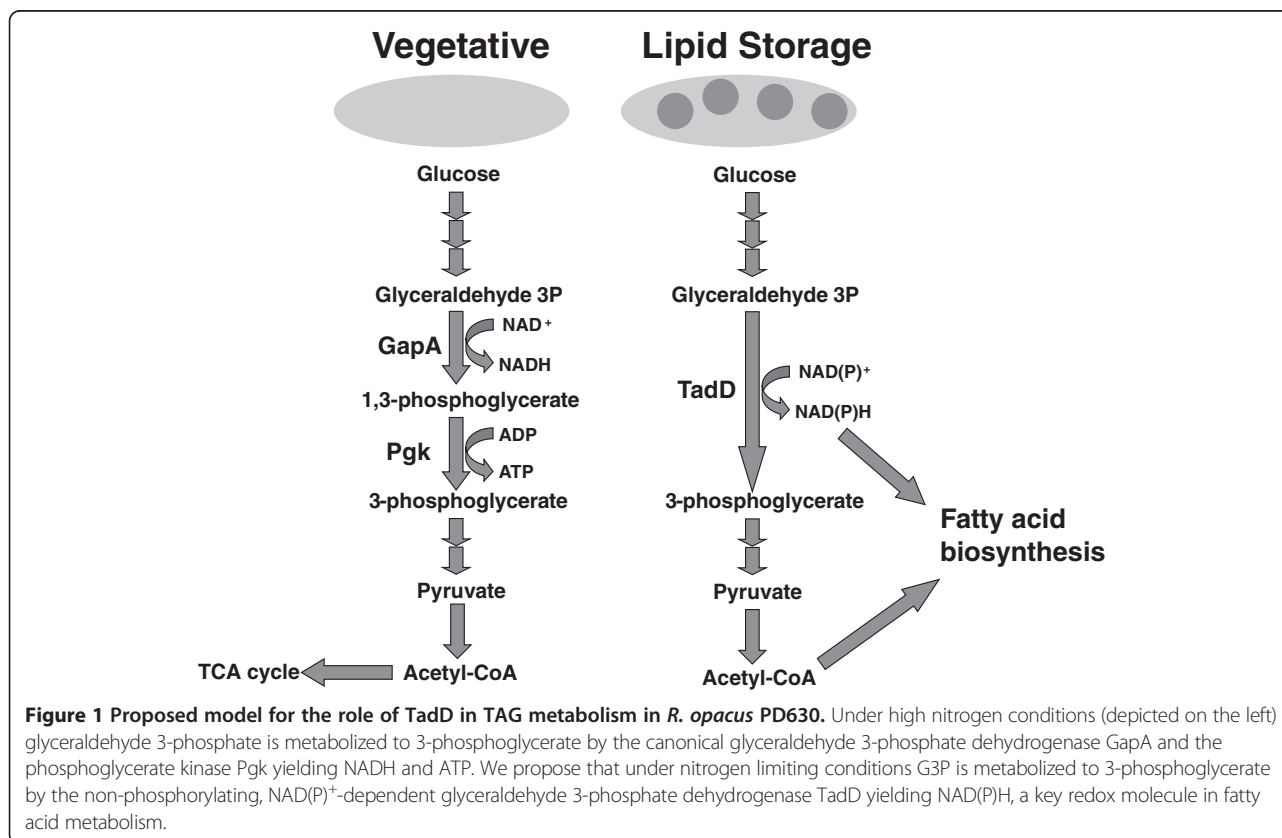 Vegetative
Glucose
Glyceraldehyde 3P
GapA
NAD+
NADH
1,3-phosphoglycerate
Pgk
ADP
ATP
3-phosphoglycerate
Pyruvate
TCA cycle
Acetyl-CoA
Lipid Storage
Glucose
Glyceraldehyde 3P
TadD
NAD(P)+
NAD(P)H
3-phosphoglycerate
Pyruvate
Acetyl-CoA
Fatty acid
biosynthesis
Figure 1 Proposed model for the role of TadD in TAG metabolism in R. opacus PD630. Under high nitrogen conditions (depicted on the left)
glyceraldehyde 3-phosphate is metabolized to 3-phosphoglycerate by the canonical glyceraldehyde 3-phosphate dehydrogenase GapA and the
phosphoglycerate kinase Pgk yielding NADH and ATP. We propose that under nitrogen limiting conditions G3P is metabolized to 3-phosphoglycerate
by the non-phosphorylating, NAD(P)+-dependent glyceraldehyde 3-phosphate dehydrogenase TadD yielding NAD(P)H, a key redox molecule in fatty
acid metabolism.